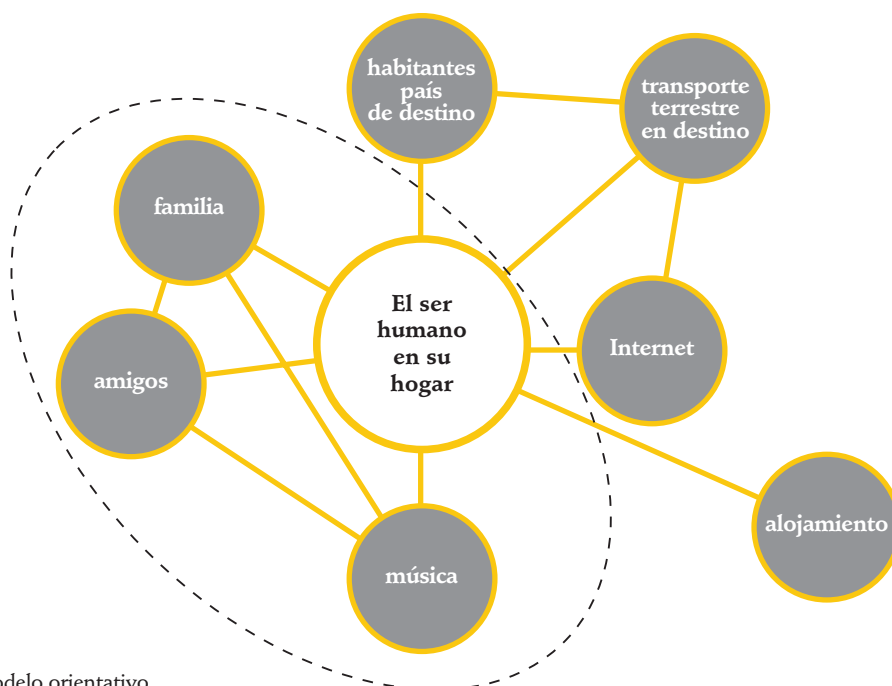 habitantes
país
de destino
transporte
terrestre
en destino
familia
El ser
humano
en su
hogar
Internet
amigos
alojamiento
música
orientativo